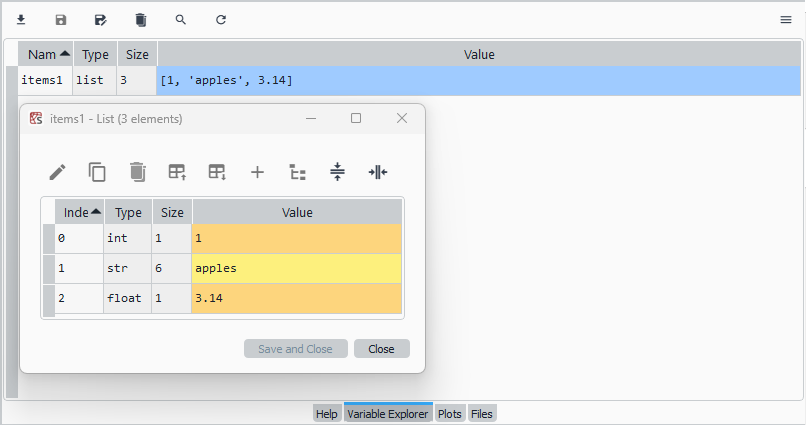 Nam Type Size Value
items1 list 3 [1, 'apples', 3.14]
items1 - List (3 elements)
Inde Type Size Value
0 int 1 1
1 str 6 apples
2 float 1 3.14
Save and Close Close
Help Variable Explorer Plots Files